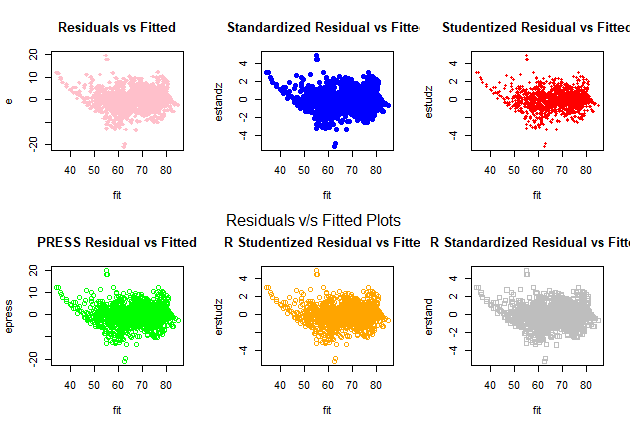 Residuals vs Fitted
e
-20
0
10
20
40 50 60 70 80
fit
Standardized Residual vs Fitte
estandz
-4
0
2
4
40 50 60 70 80
fit
Studentized Residual vs Fitted
estudz
-4
0
2
4
40 50 60 70 80
fit
Residuals v/s Fitted Plots
PRESS Residual vs Fitted
epress
-20
0
10
20
40 50 60 70 80
fit
R Studentized Residual vs Fitte
erstudz
-4
0
2
4
40 50 60 70 80
fit
R Standardized Residual vs Fitte
erstand
-4
-2
0
2
4
40 50 60 70 80
fit